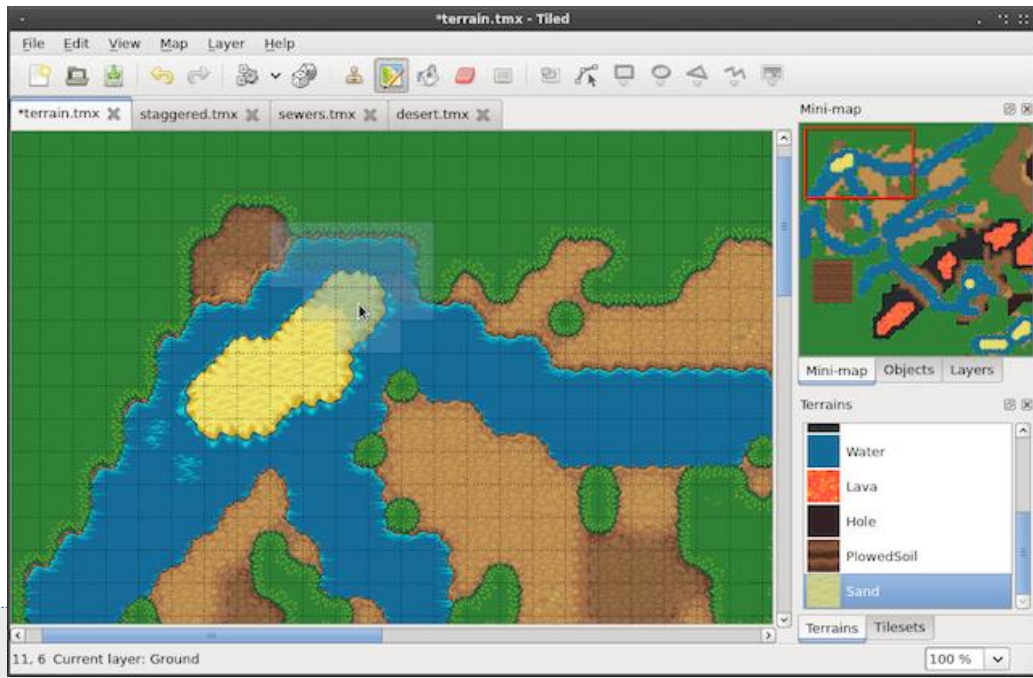 *terrain.tmx - Tiled
File Edit View Map Layer Help
*terrain.tmx staggered.tmx sewers.tmx desert.tmx
Mini-map
Mini-map Objects Layers
Terrains
Water
Lava
Hole
PlowedSoil
Sand
Terrains Tilesets
11, 6 Current layer: Ground
100 %